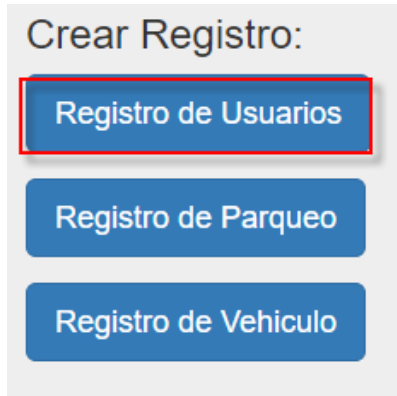 Crear Registro:
Registro de Usuarios
Registro de Parqueo
Registro de Vehiculo